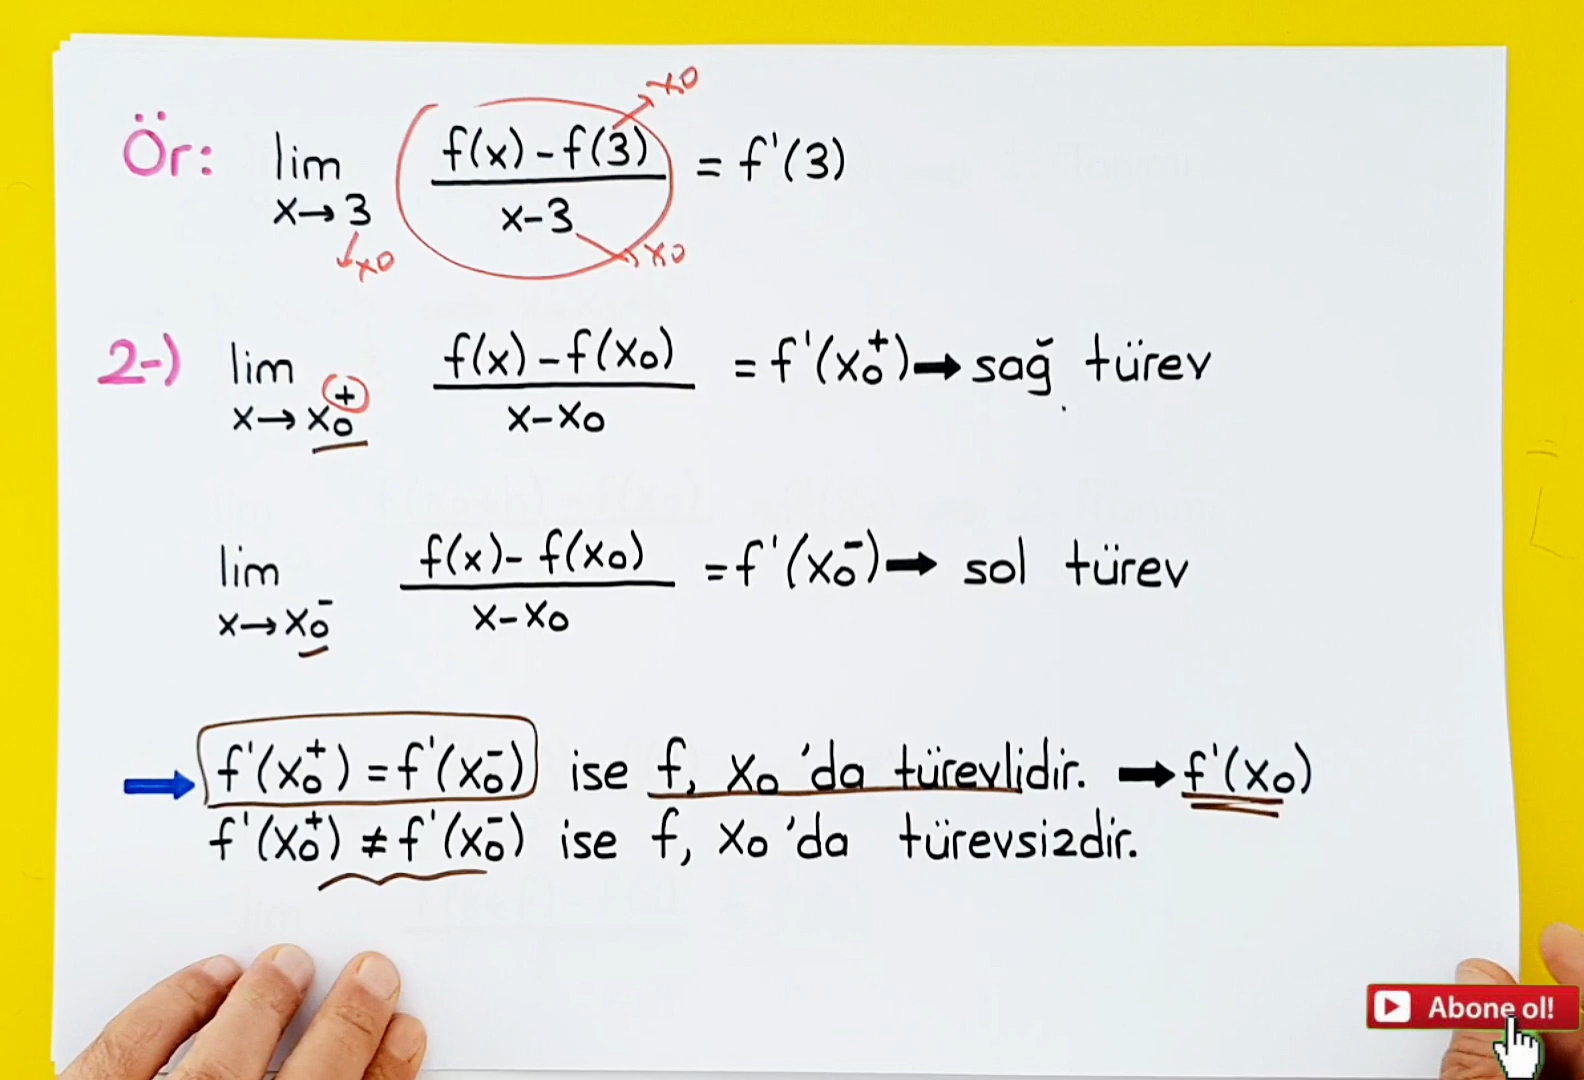 Ör: lim x→3 (f(x)-f(3))/(x-3) = f'(3)
x0
x0
x0
2-) lim x→x0⁺ (f(x)-f(x0))/(x-x0) = f'(x0⁺) → sağ türev
lim x→x0⁻ (f(x)-f(x0))/(x-x0) = f'(x0⁻) → sol türev
→ f'(x0⁺) = f'(x0⁻) ise f, x0'da türevlidir. → f'(x0)
f'(x0⁺) ≠ f'(x0⁻) ise f, x0'da türevsizdir.
Abone ol!